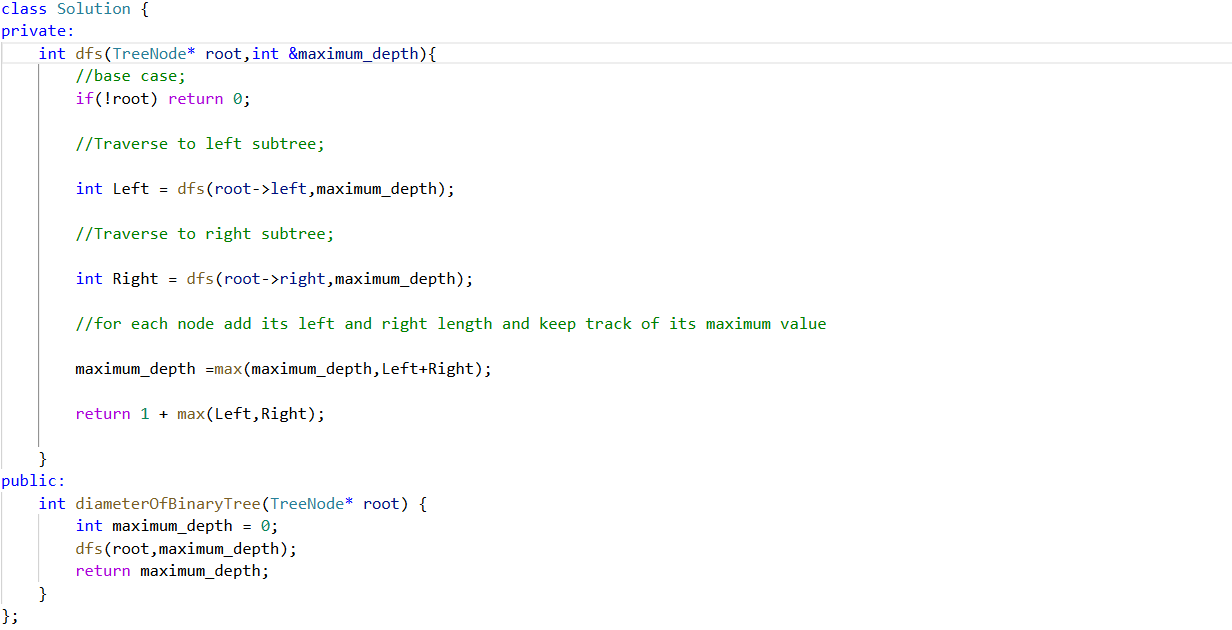 class Solution {
private:
    int dfs(TreeNode* root,int &maximum_depth){
        //base case;
        if(!root) return 0;
        //Traverse to left subtree;
        int Left = dfs(root->left,maximum_depth);
        //Traverse to right subtree;
        int Right = dfs(root->right,maximum_depth);
        //for each node add its left and right length and keep track of its maximum value
        maximum_depth =max(maximum_depth,Left+Right);
        return 1 + max(Left,Right);
    }
public:
    int diameterOfBinaryTree(TreeNode* root) {
        int maximum_depth = 0;
        dfs(root,maximum_depth);
        return maximum_depth;
    }
};